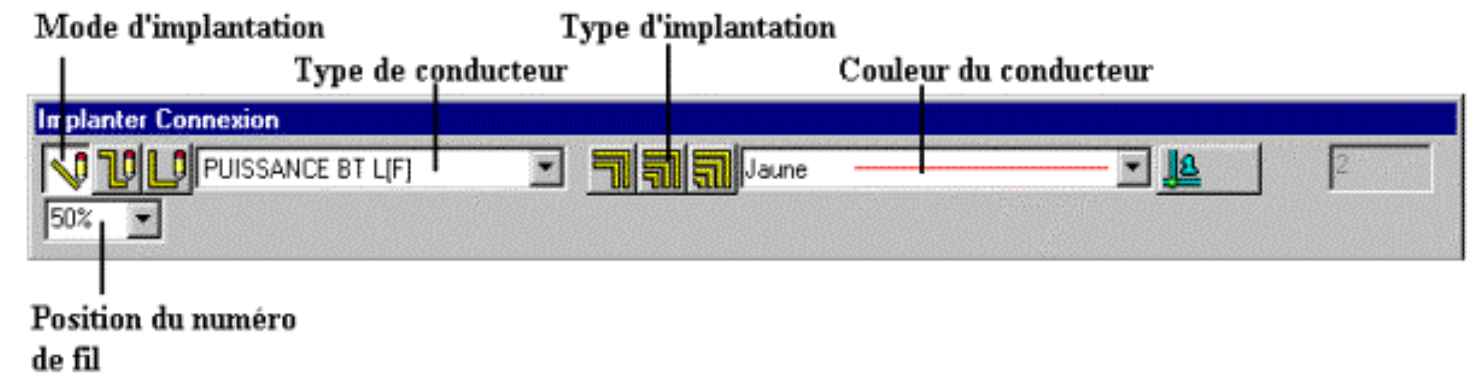 Mode d'implantation
Type d'implantation
Type de conducteur
Couleur du conducteur
Implanter Connexion
PUISSANCE BT L[F]
Jaune
1
2
50%
Position du numéro
de fil